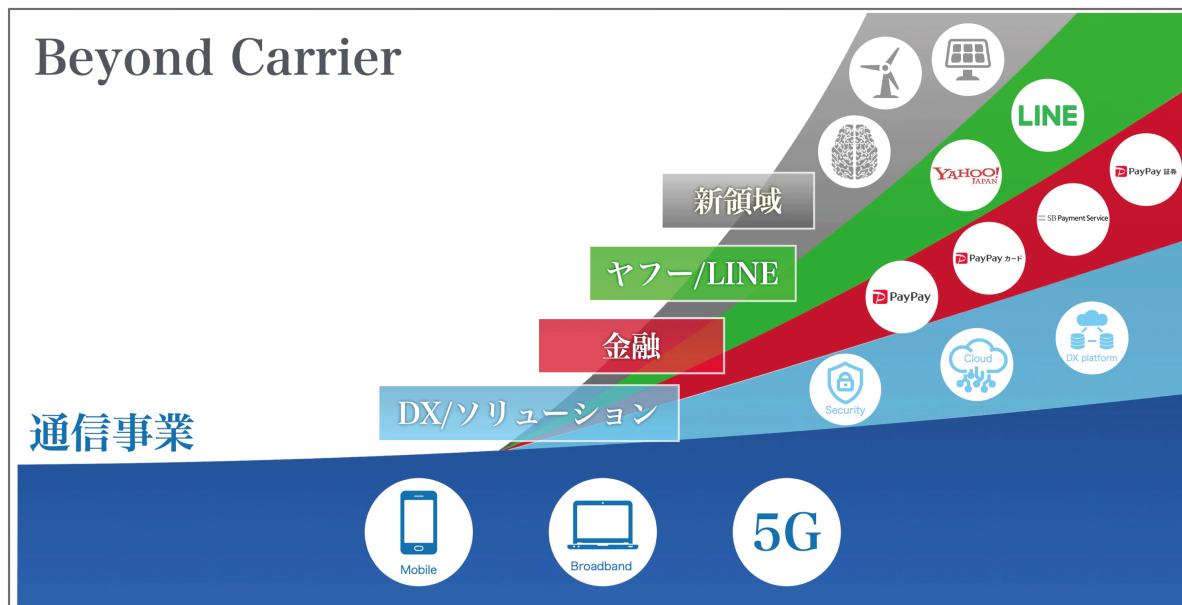 Beyond Carrier
LINE
YAHOO!
JAPAN
PayPay 証券
新領域
SB Payment Service
ヤフー/LINE
PayPay カード
PayPay
金融
DX platform
Cloud
DX/ソリューション
Security
通信事業
5G
Mobile
Broadband